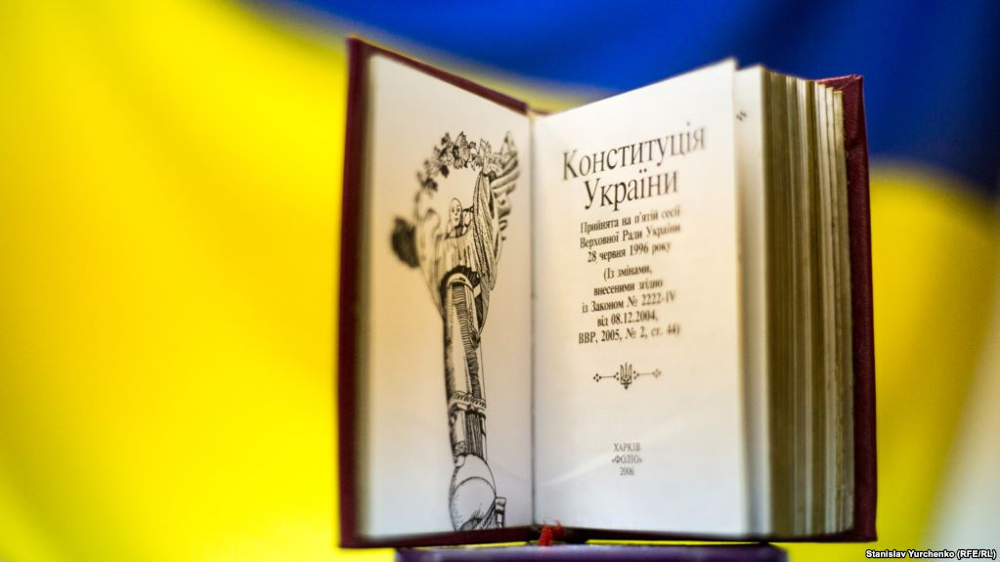 Конституція
України
Прийнята на п'ятій сесії
Верховної Ради України
28 червня 1996 року
(Із змінами,
внесеними згідно
із Законом № 2222-IV
від 08.12.2004,
ВВР, 2005, № 2, ст. 44)
ХАРКІВ
«ФОЛІО»
2006
Stanislav Yurchenko (RFE/RL)